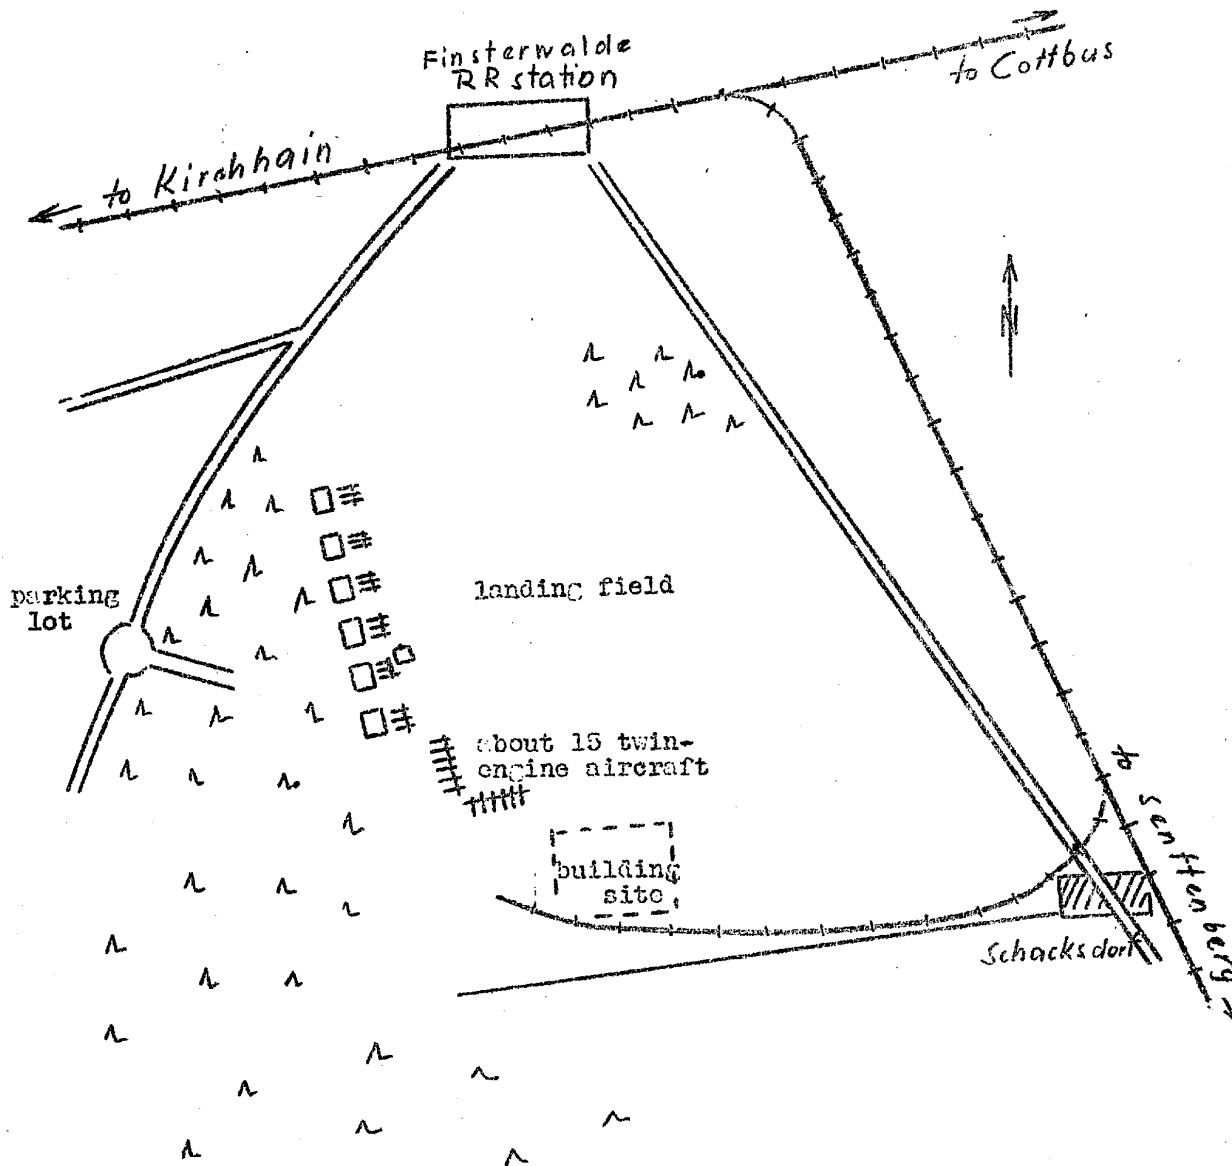 Finsterwalde
RR station
to Cottbus
to Kirchhain
N
parking
lot
landing field
about 15 twin-
engine aircraft
building
site
to Senftenberg
Schacksdorf